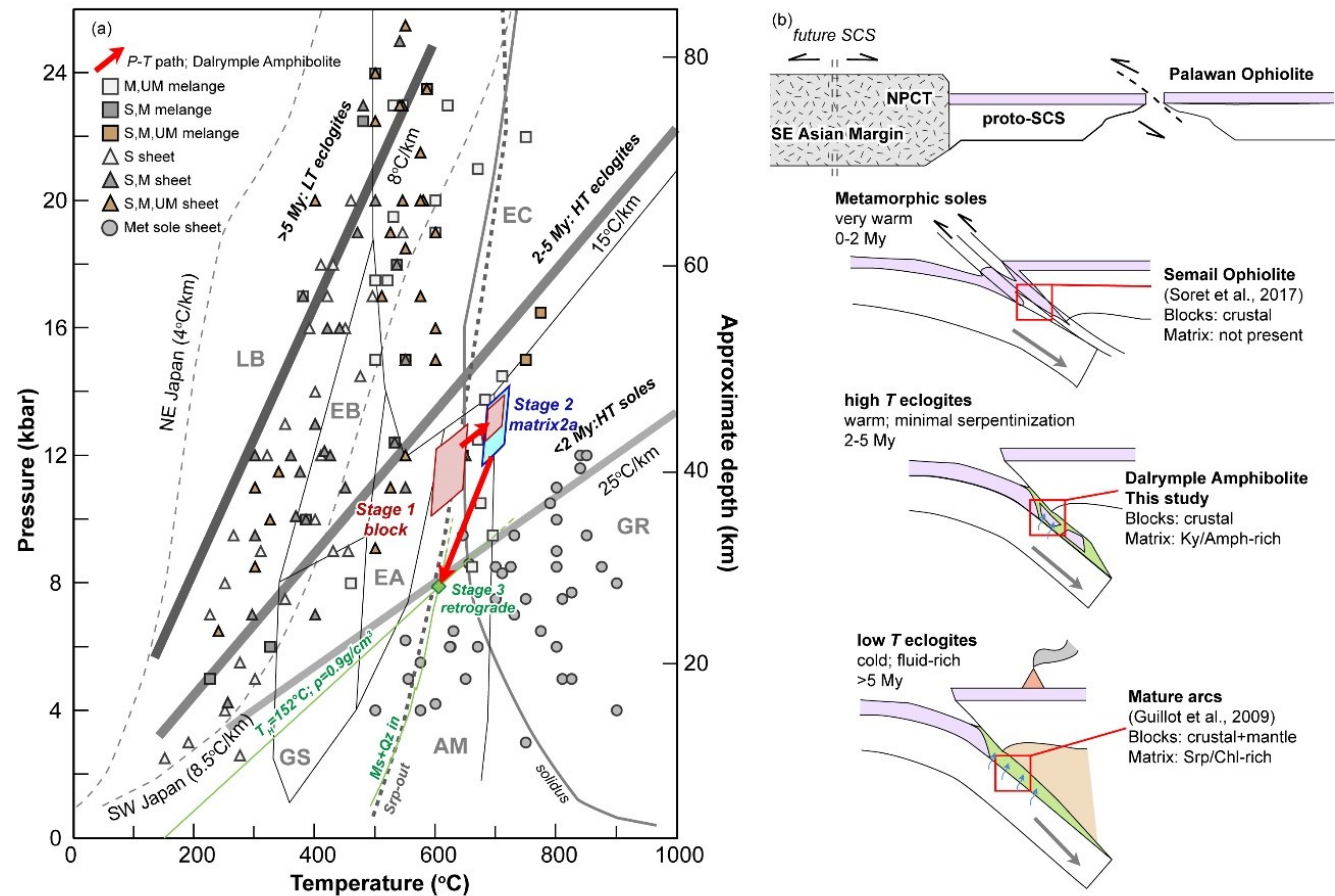 (a)
P-T path; Dalrymple Amphibolite
M,UM melange
S,M melange
S,M,UM melange
S sheet
S,M sheet
S,M,UM sheet
Met sole sheet
24
20
16
12
8
4
0
Pressure (kbar)
0
200
400
600
800
1000
Temperature (°C)
80
60
40
20
0
Approximate depth (km)
NE Japan (4°C/km)
>5 My: LT eclogites
8°C/km
2-5 My: HT eclogites
15°C/km
<2 My:HT soles
25°C/km
SW Japan (8.5°C/km)
LB
EB
EC
EA
GS
AM
GR
Stage 1
block
Stage 2
matrix2a
Stage 3
retrograde
TH=152°C; ρ=0.9g/cm³
Ms+Qz in
Srp-out
solidus
(b)
future SCS
NPCT
SE Asian Margin
proto-SCS
Palawan Ophiolite
Metamorphic soles
very warm
0-2 My
Semail Ophiolite
(Soret et al., 2017)
Blocks: crustal
Matrix: not present
high T eclogites
warm; minimal serpentinization
2-5 My
Dalrymple Amphibolite
This study
Blocks: crustal
Matrix: Ky/Amph-rich
low T eclogites
cold; fluid-rich
>5 My
Mature arcs
(Guillot et al., 2009)
Blocks: crustal+mantle
Matrix: Srp/Chl-rich